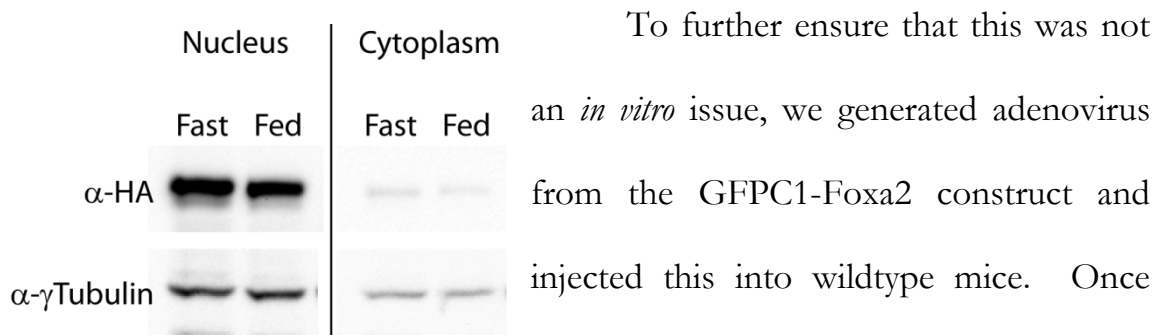 Nucleus Cytoplasm
Fast Fed Fast Fed
α-HA
α-γTubulin
To further ensure that this was not
an in vitro issue, we generated adenovirus
from the GFPC1-Foxa2 construct and
injected this into wildtype mice. Once